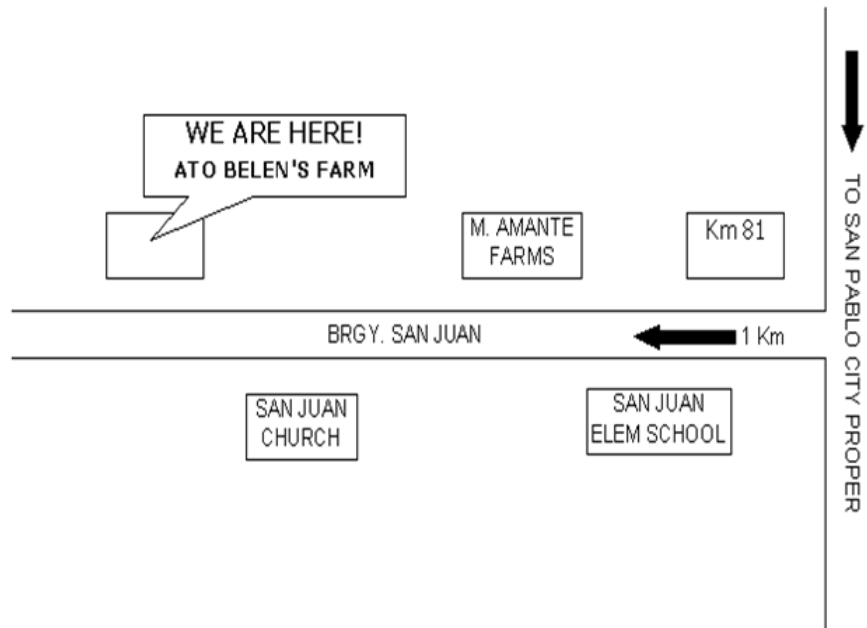 WE ARE HERE!
ATO BELEN'S FARM
M. AMANTE
FARMS
Km 81
TO SAN PABLO CITY PROPER
BRGY. SAN JUAN
1 Km
SAN JUAN
CHURCH
SAN JUAN
ELEM SCHOOL